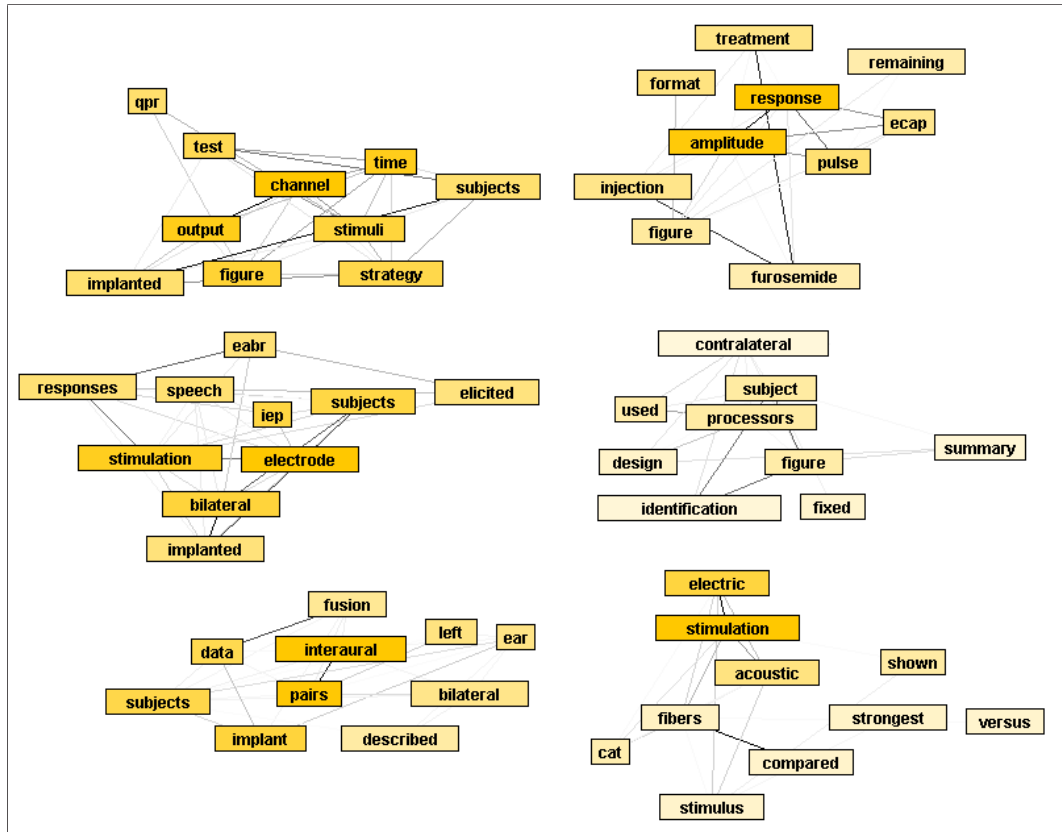 qpr
test
time
channel
subjects
output
stimuli
implanted
figure
strategy
treatment
remaining
format
response
ecap
amplitude
pulse
injection
figure
furosemide
eabr
responses
speech
subjects
elicited
iep
stimulation
electrode
bilateral
implanted
contralateral
subject
used
processors
design
figure
summary
identification
fixed
fusion
left
ear
data
interaural
subjects
pairs
bilateral
implant
described
electric
stimulation
shown
acoustic
fibers
strongest
versus
cat
compared
stimulus